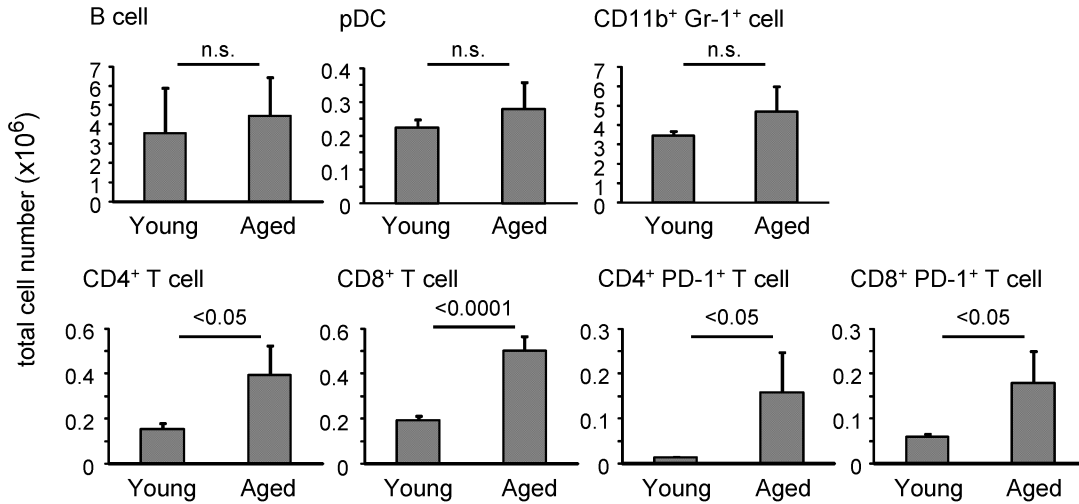 B cell
pDC
CD11b⁺ Gr-1⁺ cell
n.s.
n.s.
n.s.
7
6
5
4
3
2
1
0
0.4
0.3
0.2
0.1
0
7
6
5
4
3
2
1
0
Young Aged
Young Aged
Young Aged
total cell number (x10⁶)
CD4⁺ T cell
CD8⁺ T cell
CD4⁺ PD-1⁺ T cell
CD8⁺ PD-1⁺ T cell
<0.05
<0.0001
<0.05
<0.05
0.6
0.4
0.2
0
0.6
0.4
0.2
0
0.3
0.2
0.1
0
0.3
0.2
0.1
0
Young Aged
Young Aged
Young Aged
Young Aged